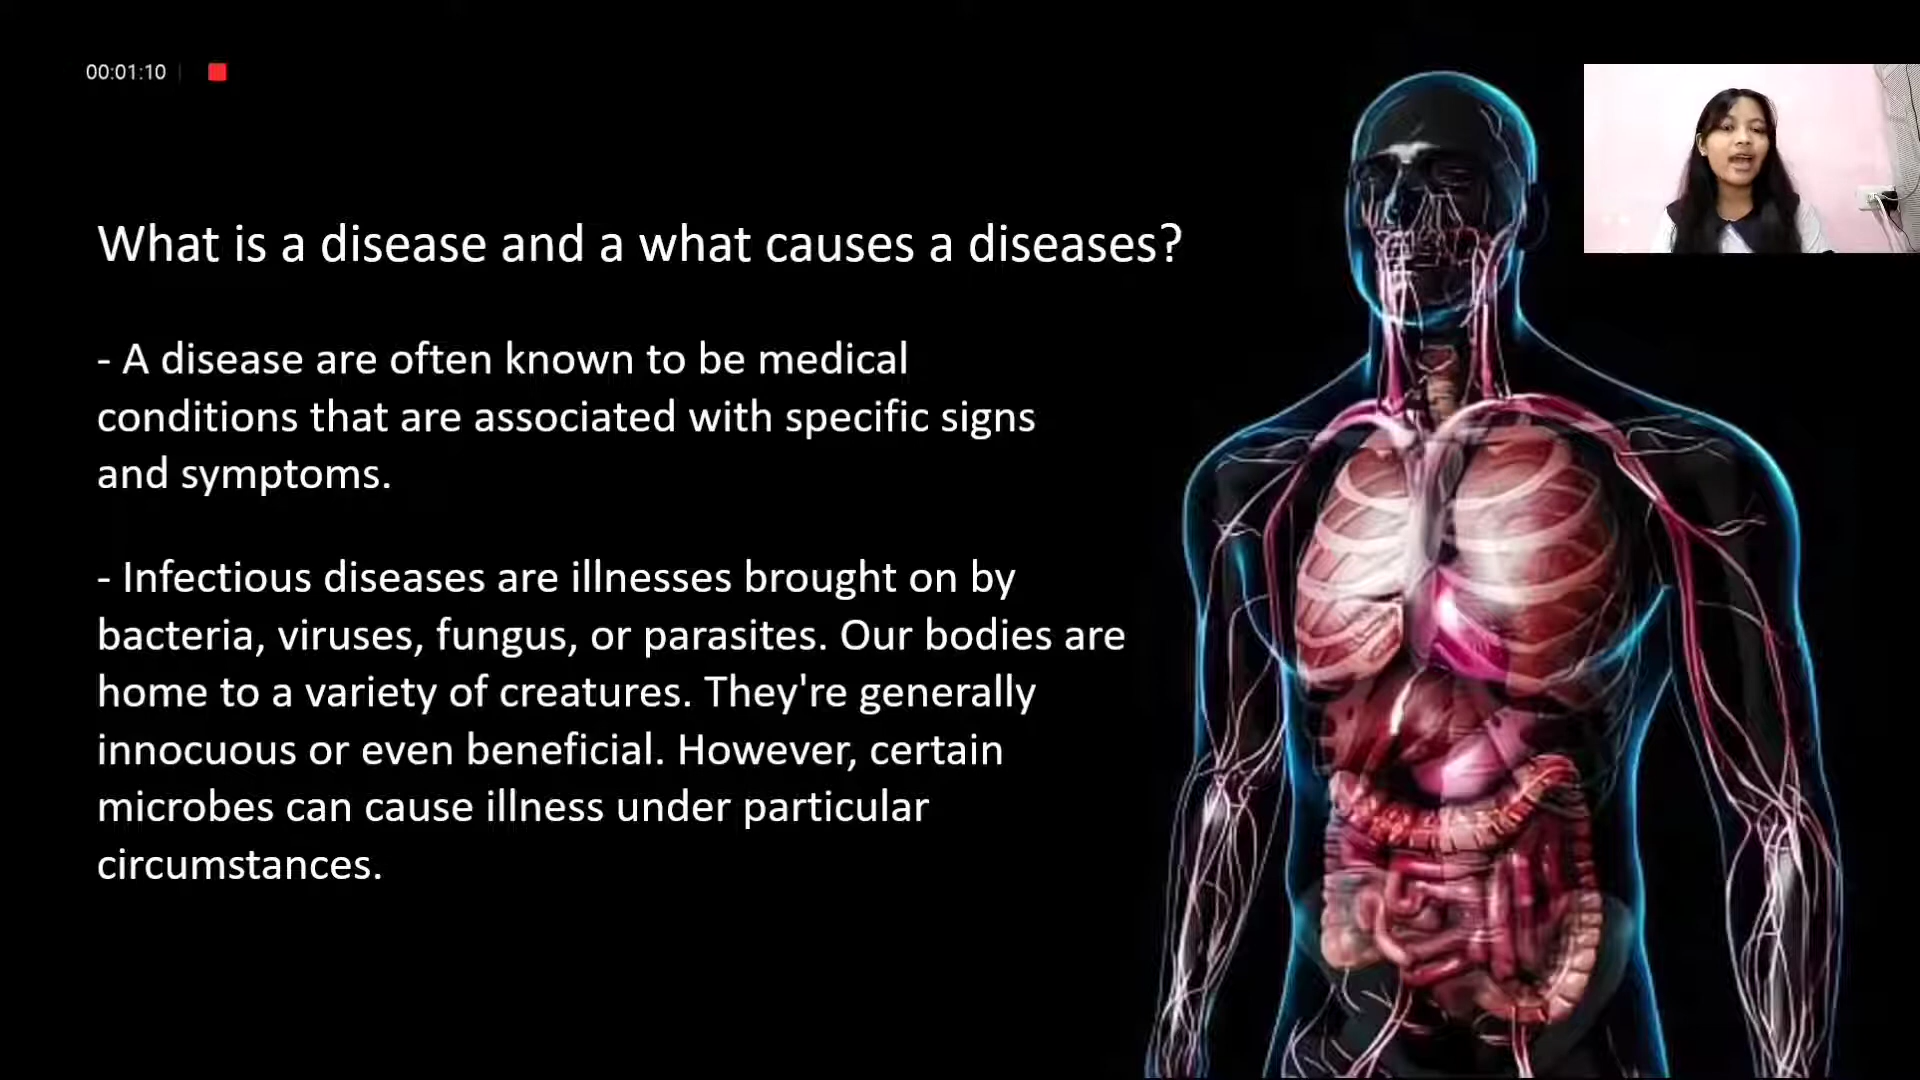 00:01:10
What is a disease and a what causes a diseases?
- A disease are often known to be medical
conditions that are associated with specific signs
and symptoms.
- Infectious diseases are illnesses brought on by
bacteria, viruses, fungus, or parasites. Our bodies are
home to a variety of creatures. They're generally
innocuous or even beneficial. However, certain
microbes can cause illness under particular
circumstances.